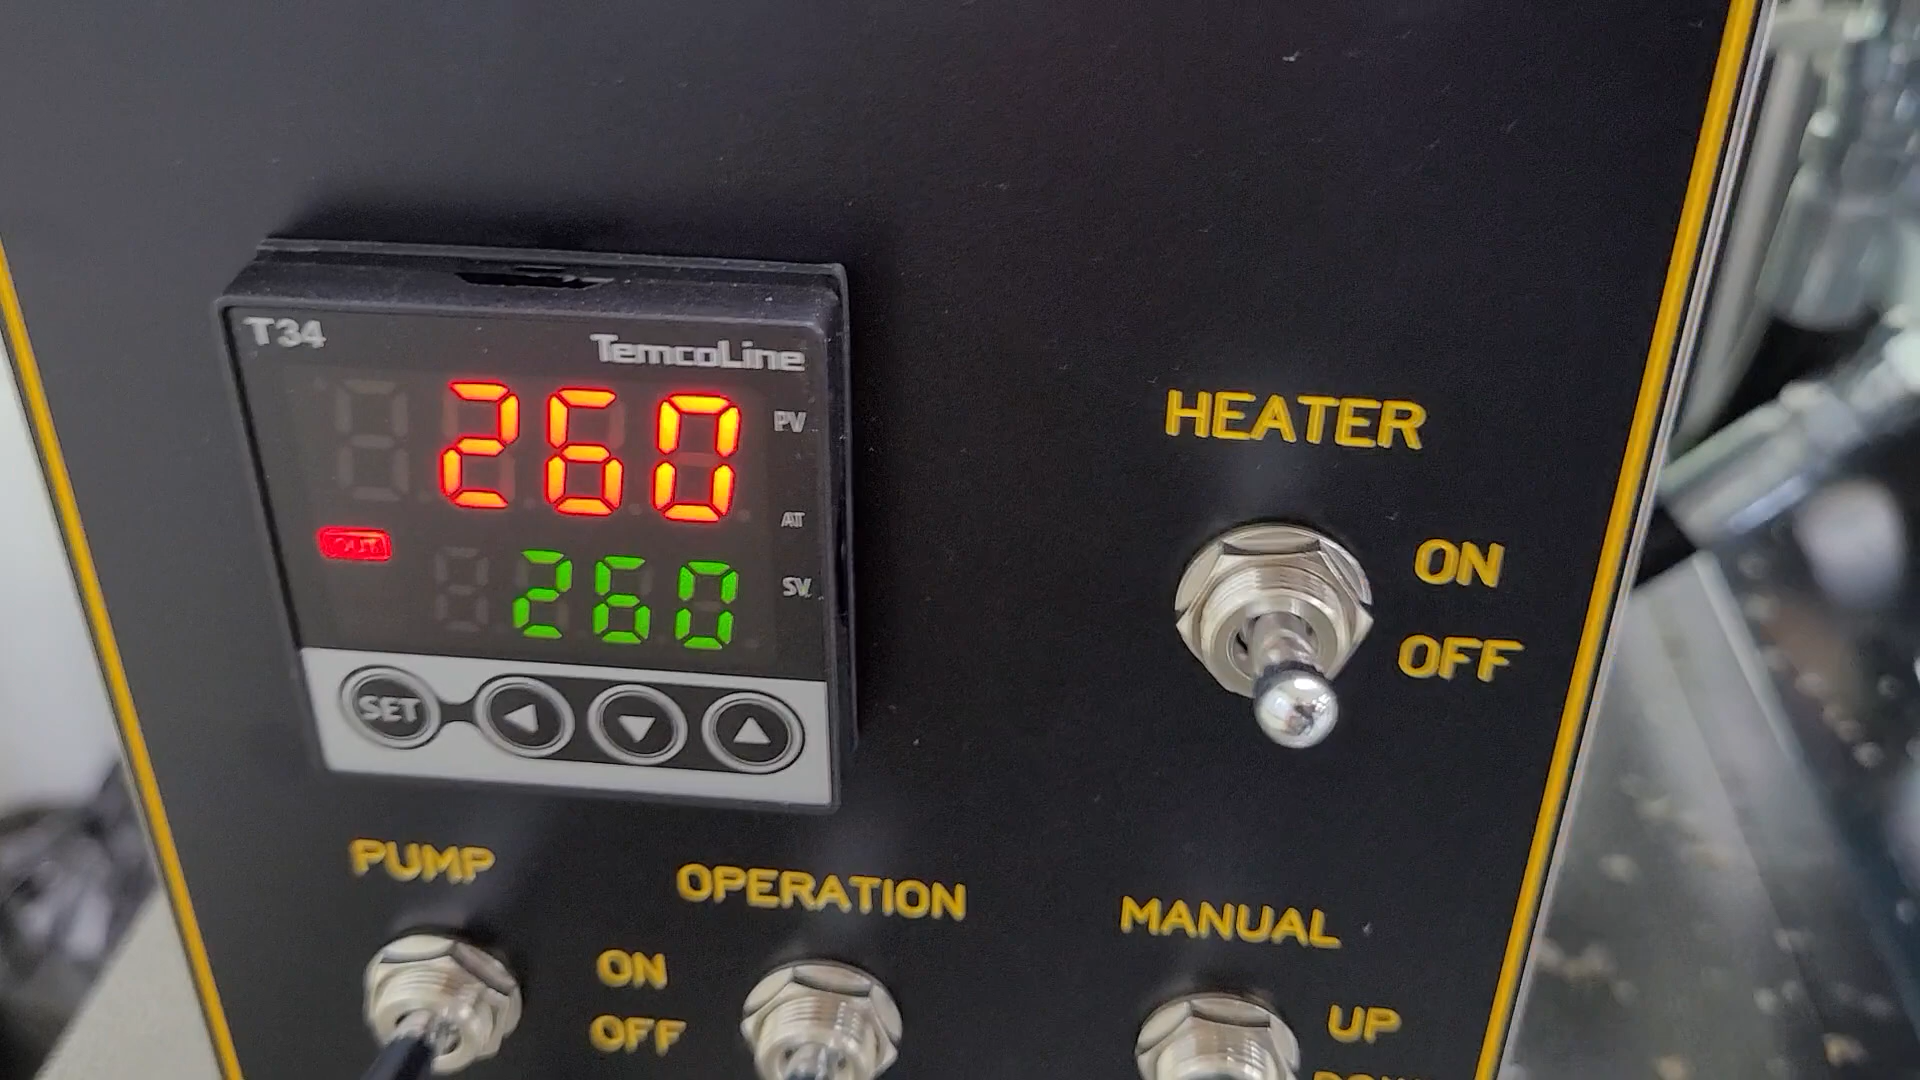 T34 TemcoLine
260 PV
AT
OUT
260 SV
SET
HEATER
ON
OFF
PUMP
ON
OFF
OPERATION
MANUAL
UP